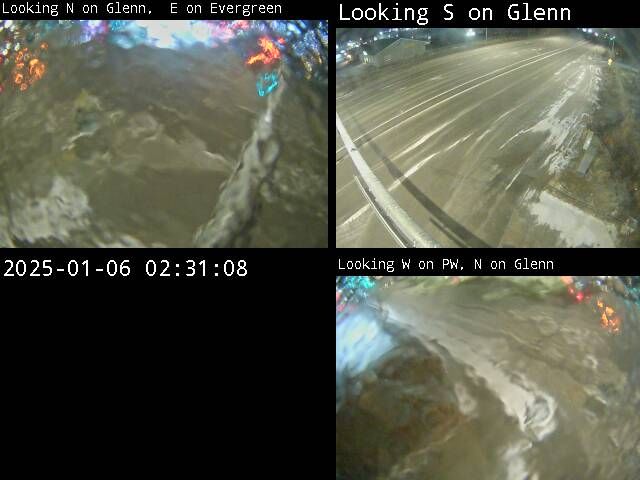 Looking N on Glenn,  E on Evergreen
Looking S on Glenn
2025-01-06 02:31:08
Looking W on PW, N on Glenn